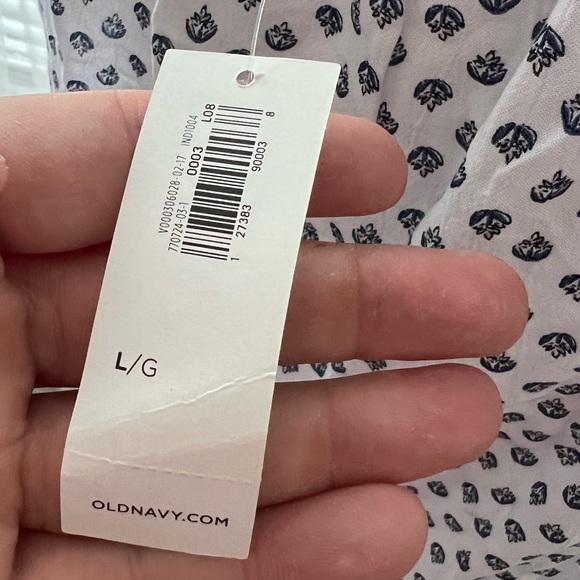 V000306028-02-17 IND1004
770724-03-1 0003 L08
1 27383 90003 8
L/G
OLDNAVY.COM